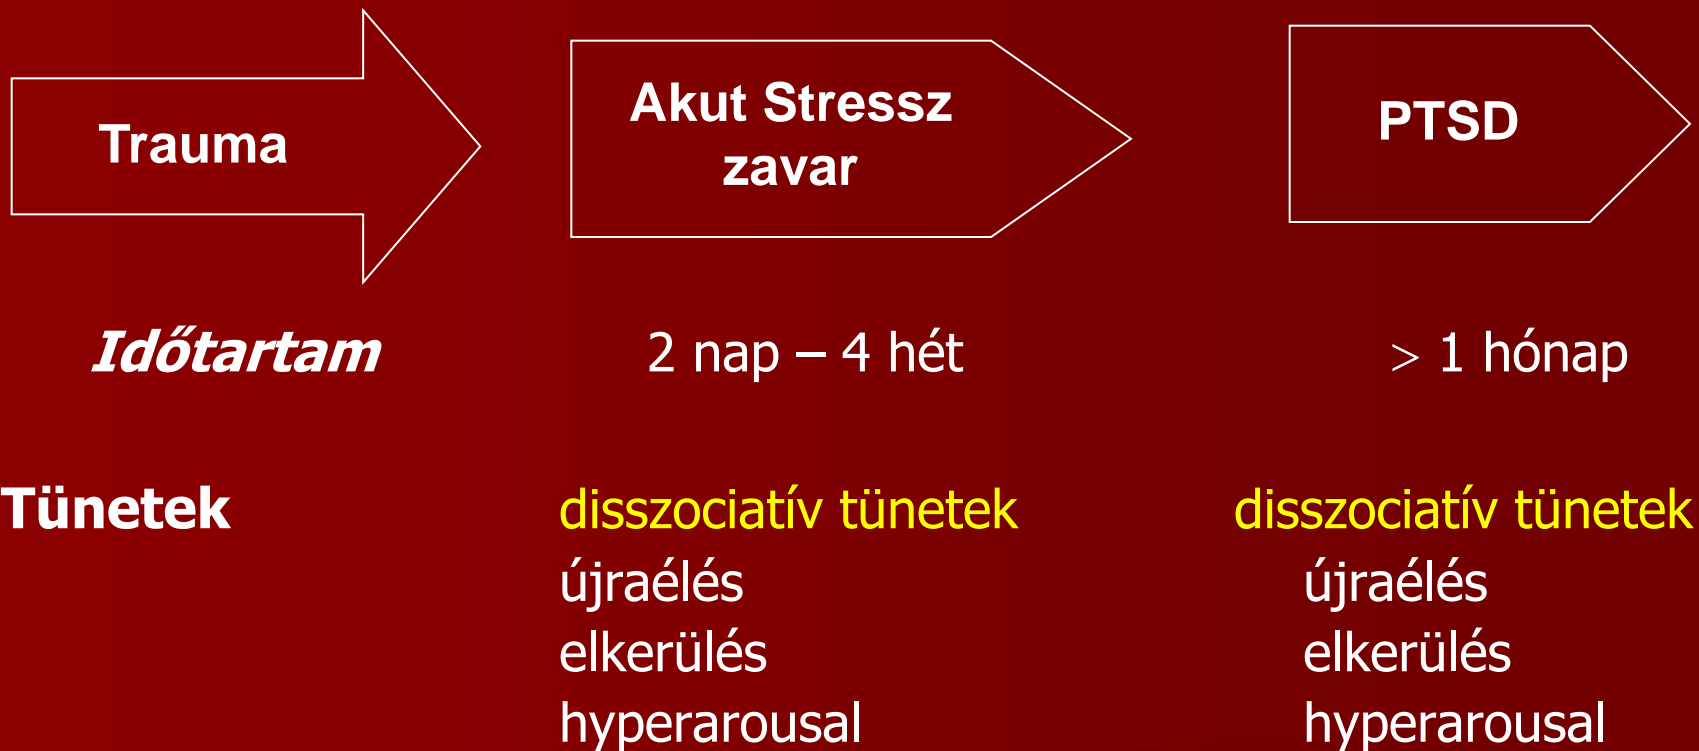 Trauma
Akut Stressz
zavar
PTSD
Időtartam 2 nap – 4 hét > 1 hónap
Tünetek disszociatív tünetek disszociatív tünetek
újraélés újraélés
elkerülés elkerülés
hyperarousal hyperarousal